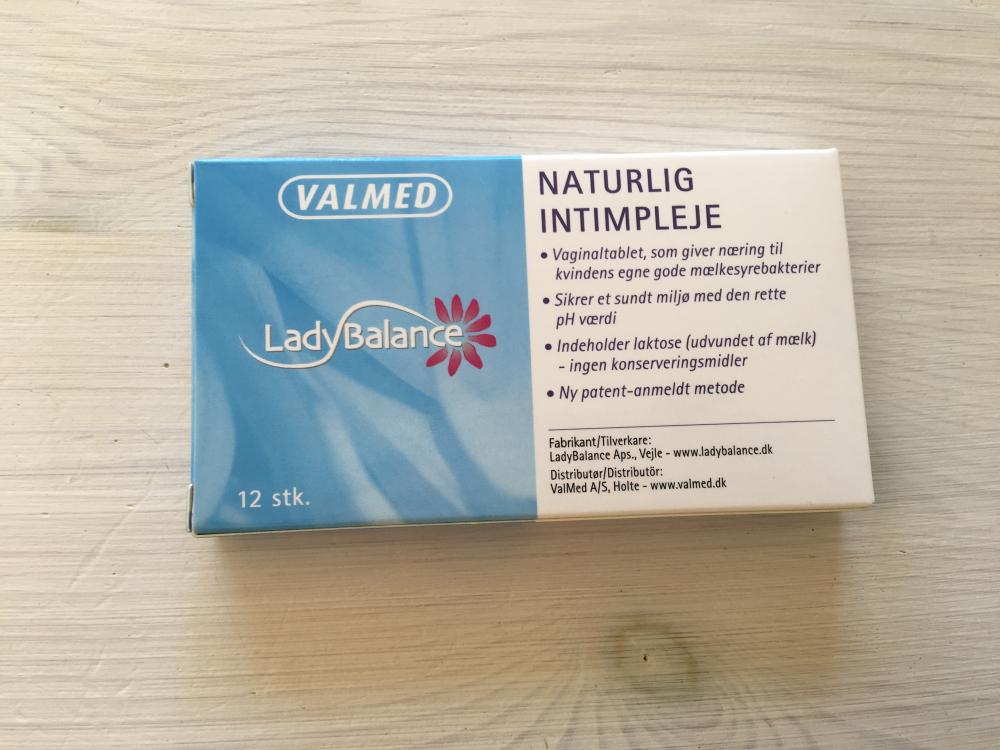 VALMED
LadyBalance
12 stk.
NATURLIG
INTIMPLEJE
• Vaginaltablet, som giver næring til
kvindens egne gode mælkesyrebakterier
• Sikrer et sundt miljø med den rette
pH værdi
• Indeholder laktose (udvundet af mælk)
- ingen konserveringsmidler
• Ny patent-anmeldt metode
Fabrikant/Tilverkare:
LadyBalance Aps., Vejle - www.ladybalance.dk
Distributør/Distributör:
ValMed A/S, Holte - www.valmed.dk